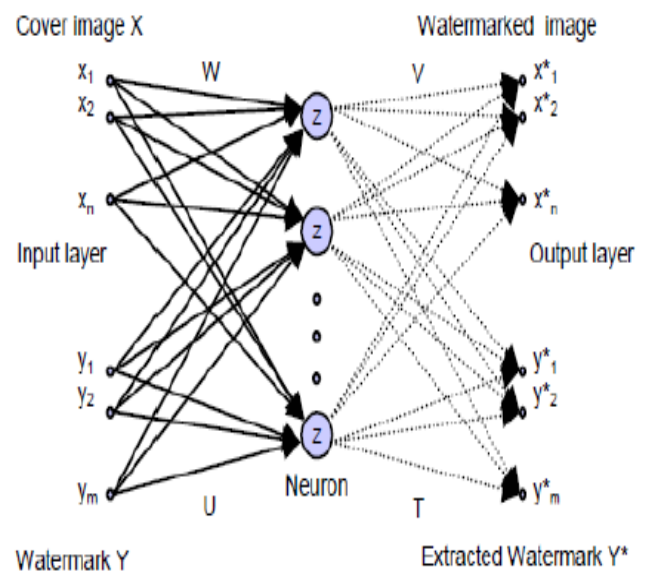 Cover image X
Watermarked image
x1 W V x*1
x2 z x*2
xn x*n
z
Input layer
Output layer
y1 y*1
y2 y*2
z
Neuron
ym U T y*m
Watermark Y
Extracted Watermark Y*